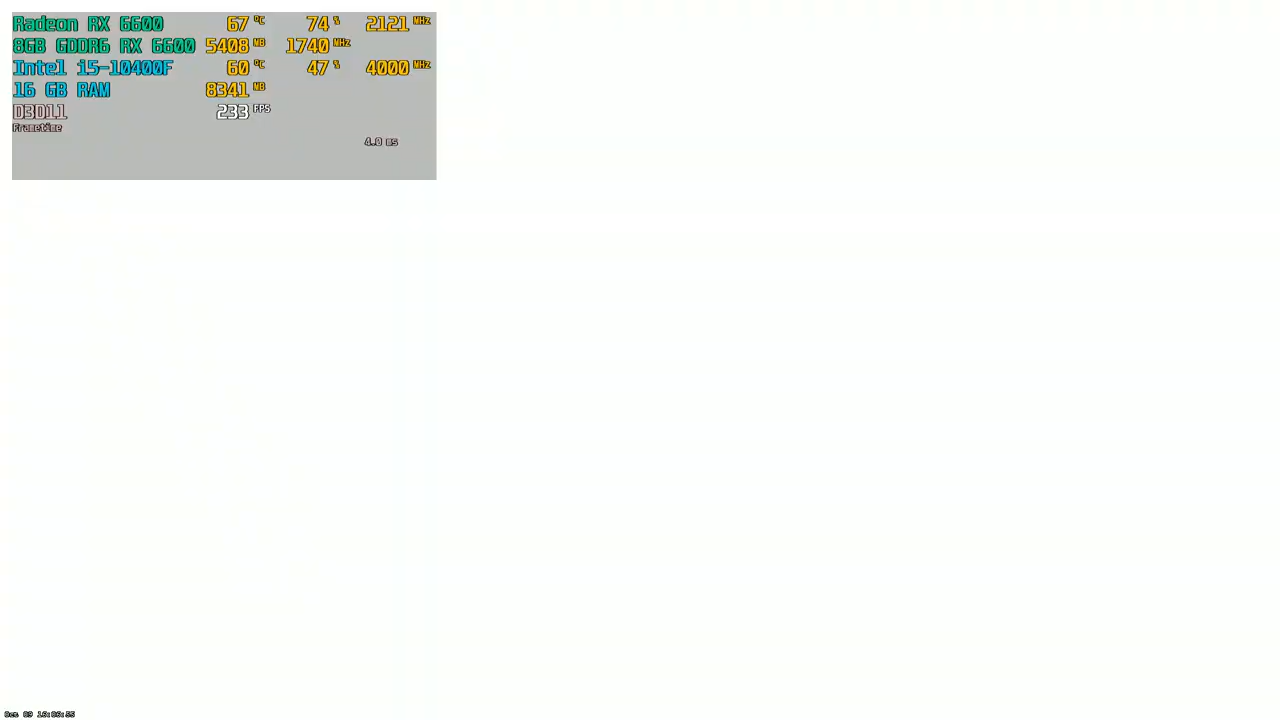 Radeon RX 6600 67 °C 74 % 2121 MHz
8GB GDDR6 RX 6600 5408 MB 1740 MHz
Intel i5-10400F 60 °C 47 % 4000 MHz
16 GB RAM 8341 MB
D3D11 233 FPS
Frametime
4.0 ms